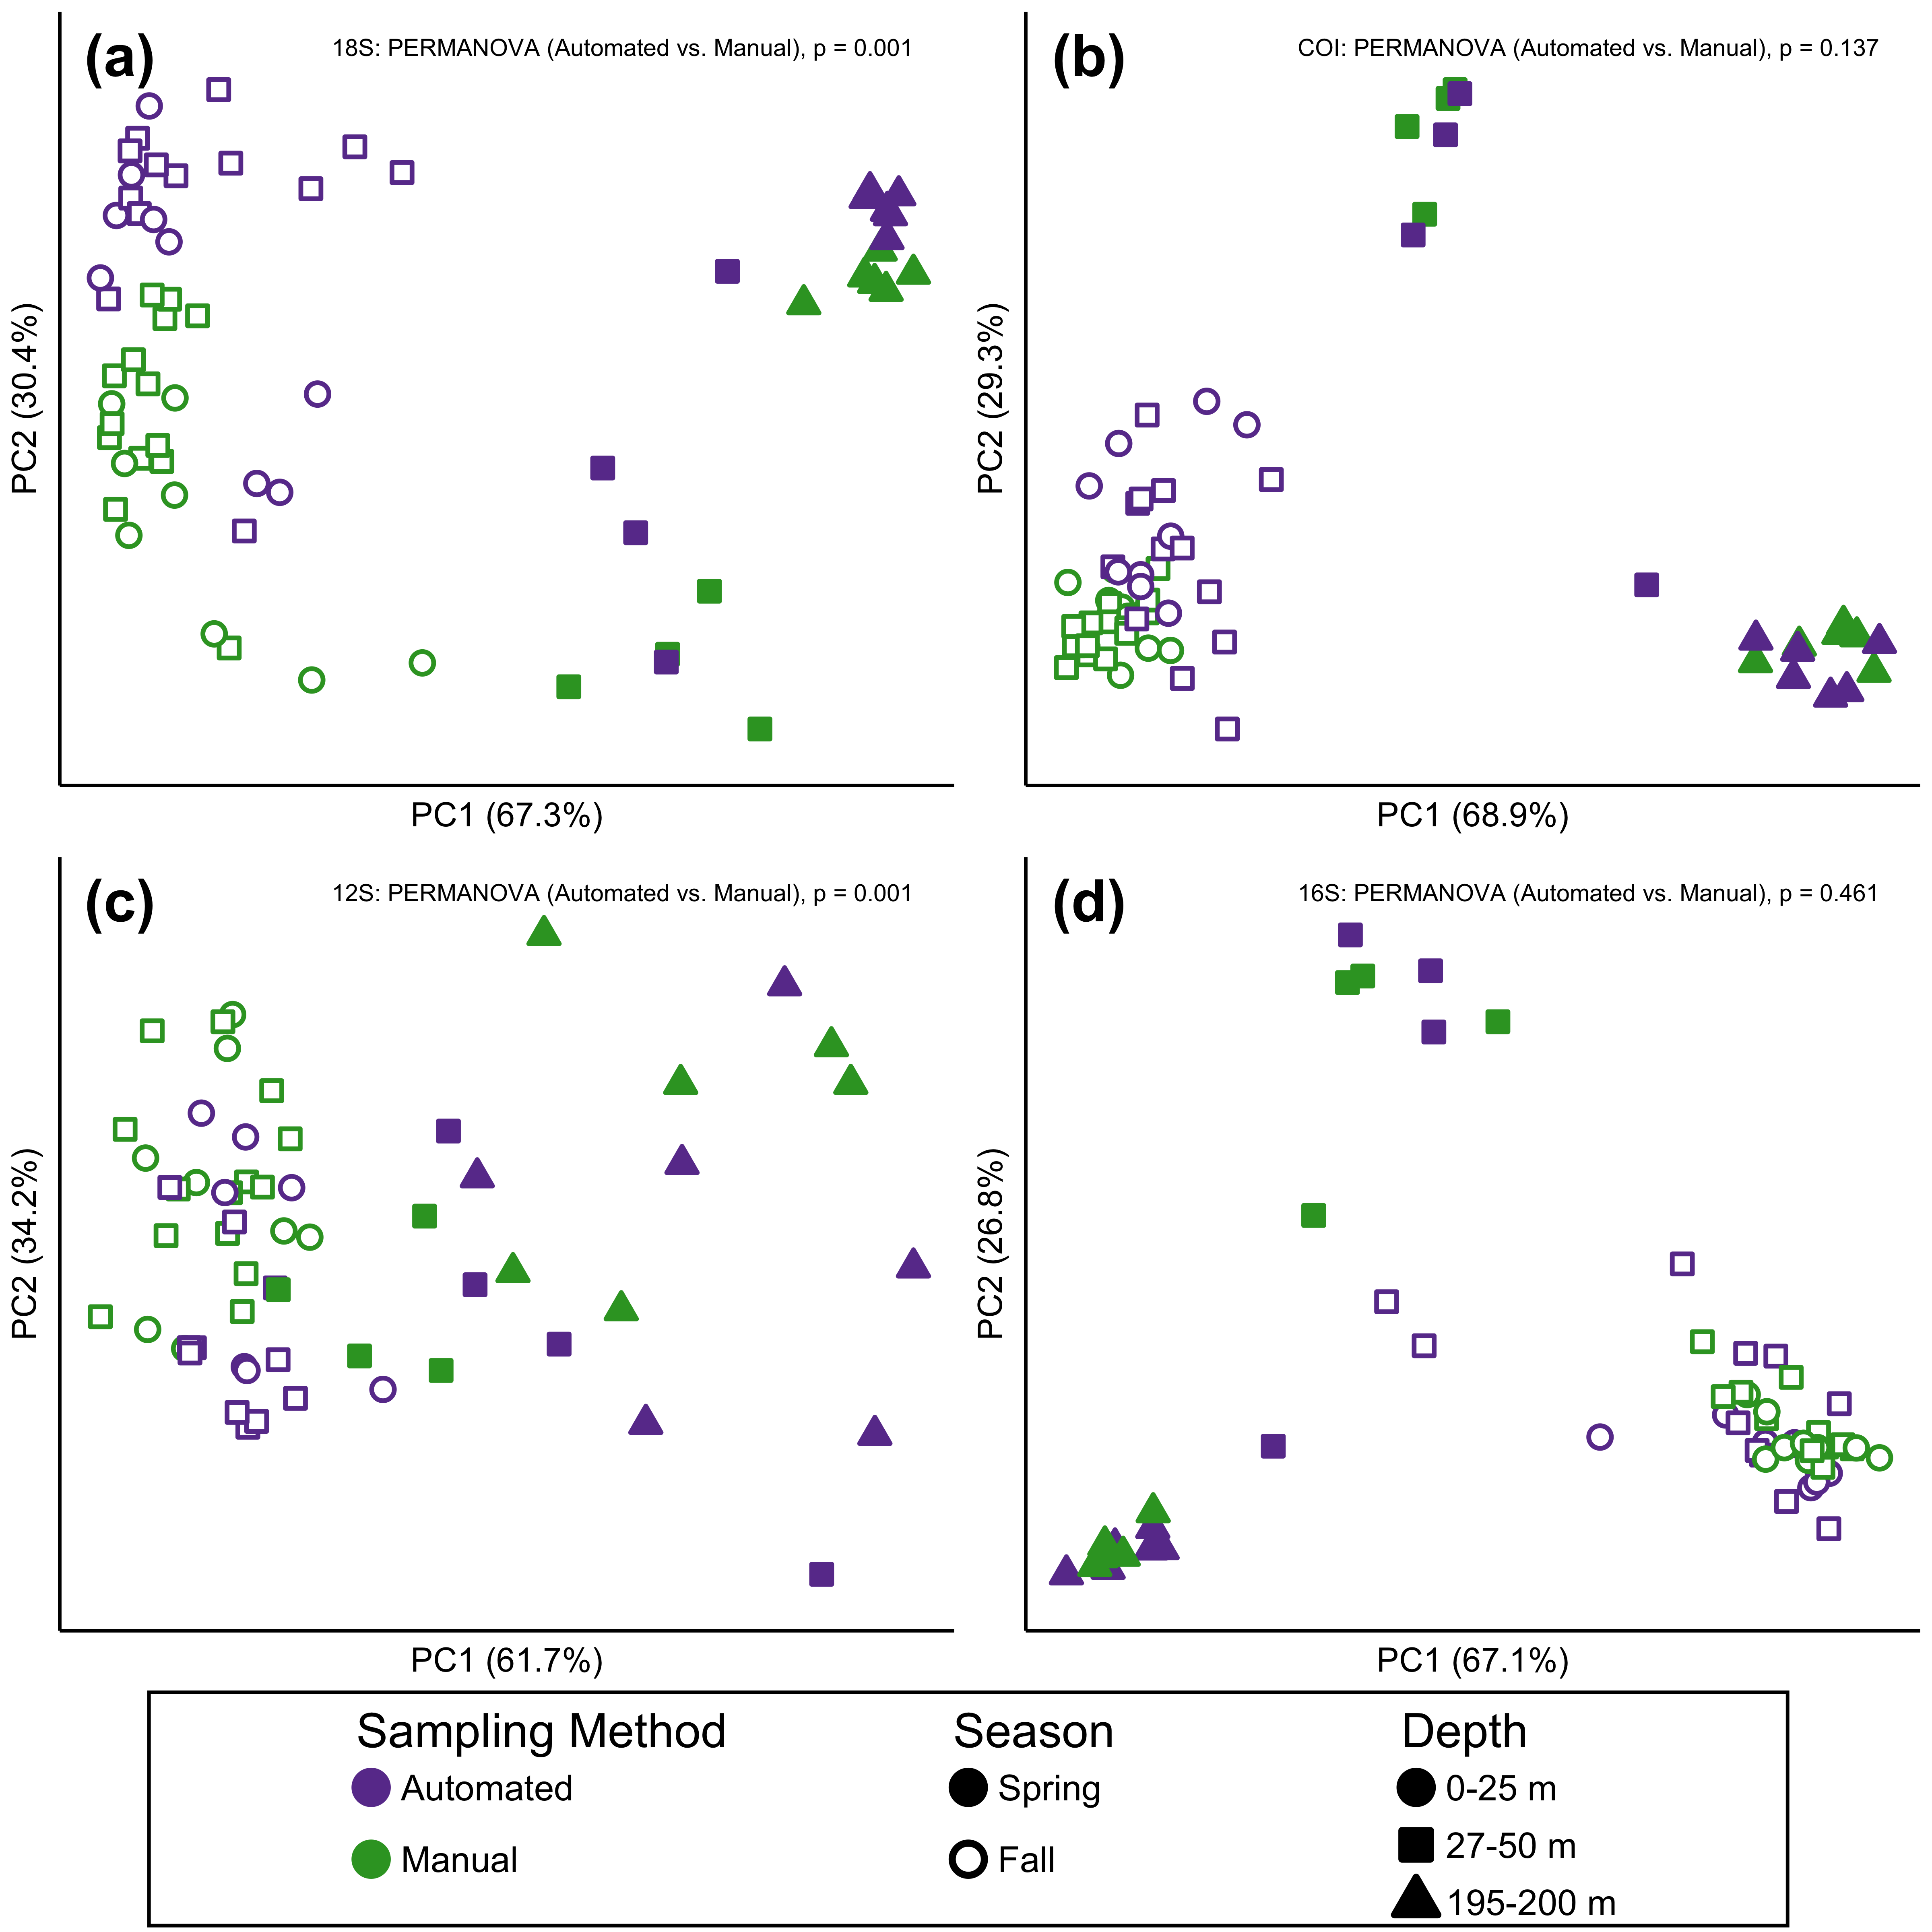 (a)
18S: PERMANOVA (Automated vs. Manual), p = 0.001
PC2 (30.4%)
PC1 (67.3%)
(b)
COI: PERMANOVA (Automated vs. Manual), p = 0.137
PC2 (29.3%)
PC1 (68.9%)
(c)
12S: PERMANOVA (Automated vs. Manual), p = 0.001
PC2 (34.2%)
PC1 (61.7%)
(d)
16S: PERMANOVA (Automated vs. Manual), p = 0.461
PC2 (26.8%)
PC1 (67.1%)
Sampling Method
Automated
Manual
Season
Spring
Fall
Depth
0-25 m
27-50 m
195-200 m